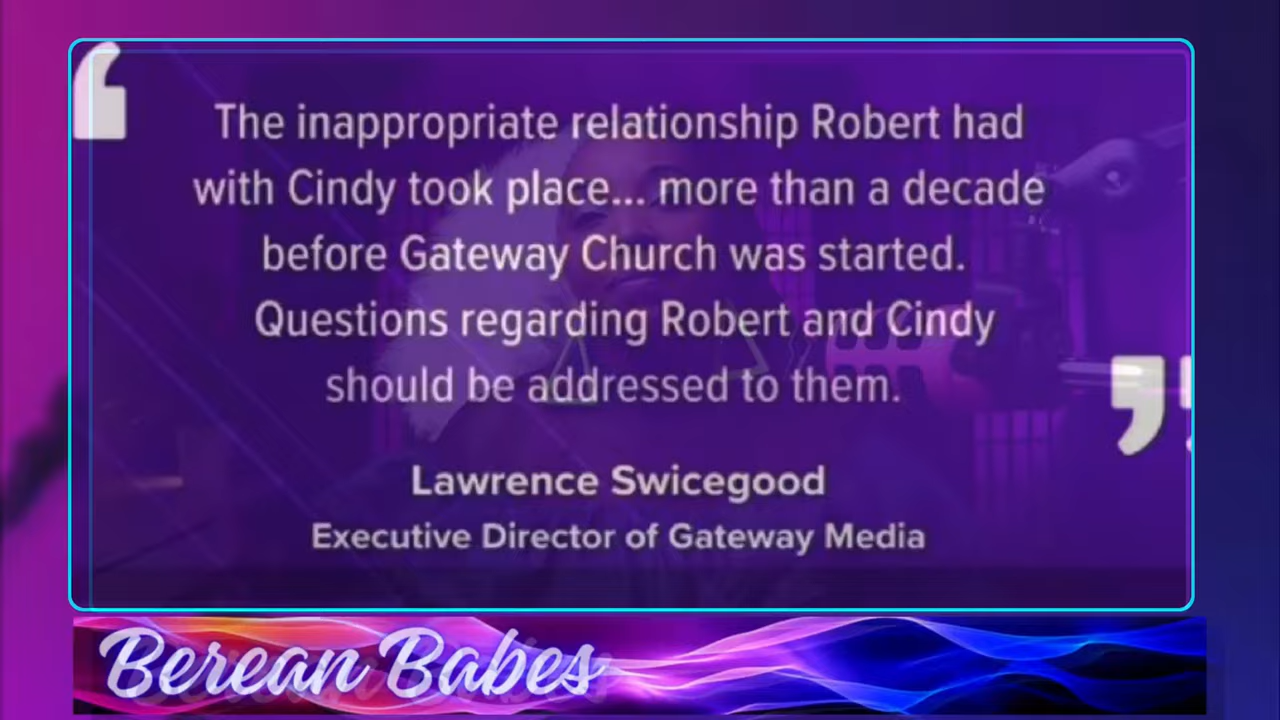 ‘
The inappropriate relationship Robert had
with Cindy took place... more than a decade
before Gateway Church was started.
Questions regarding Robert and Cindy
should be addressed to them.
’'
Lawrence Swicegood
Executive Director of Gateway Media
Berean Babes